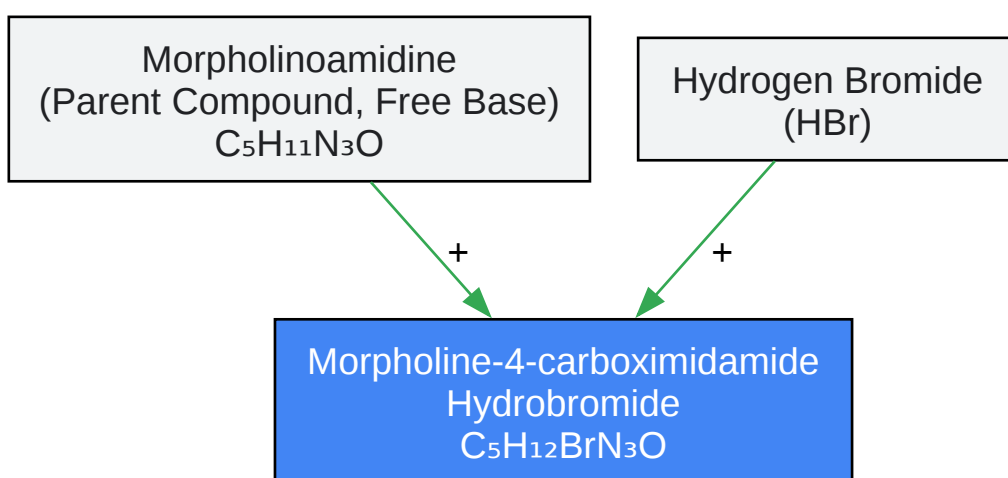 Morpholinoamidine
(Parent Compound, Free Base)
C₅H₁₁N₃O
Hydrogen Bromide
(HBr)
+
+
Morpholine-4-carboximidamide
Hydrobromide
C₅H₁₂BrN₃O